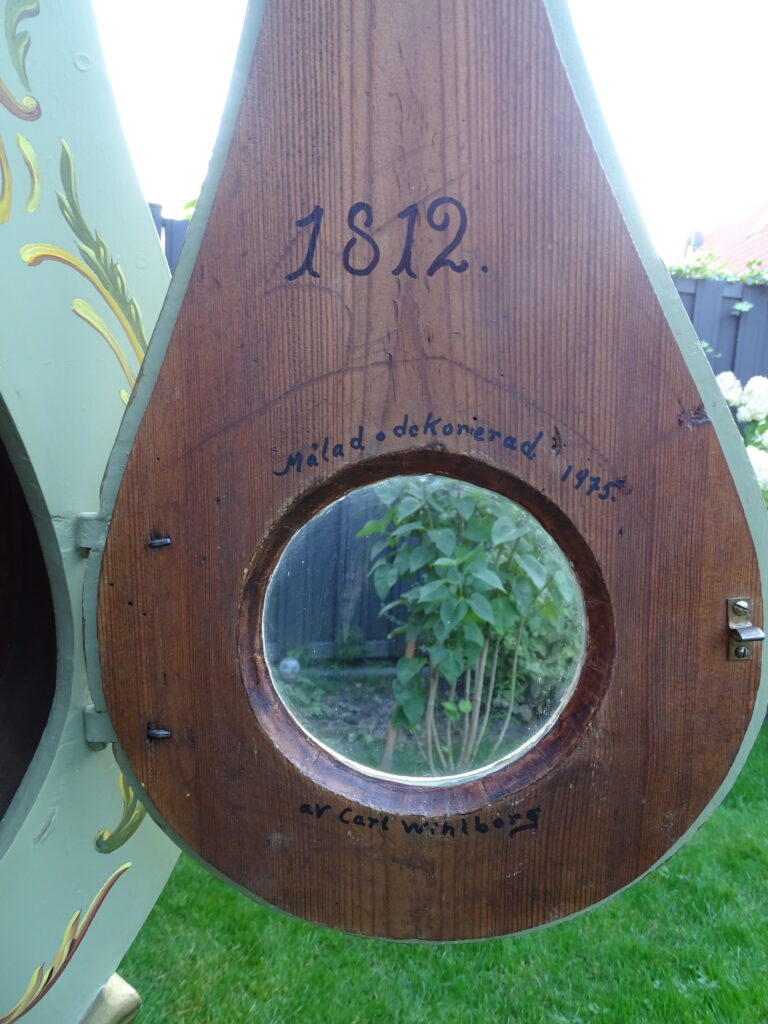 1812.
Målad o dekorerad 1975.
av Carl Wihlborg